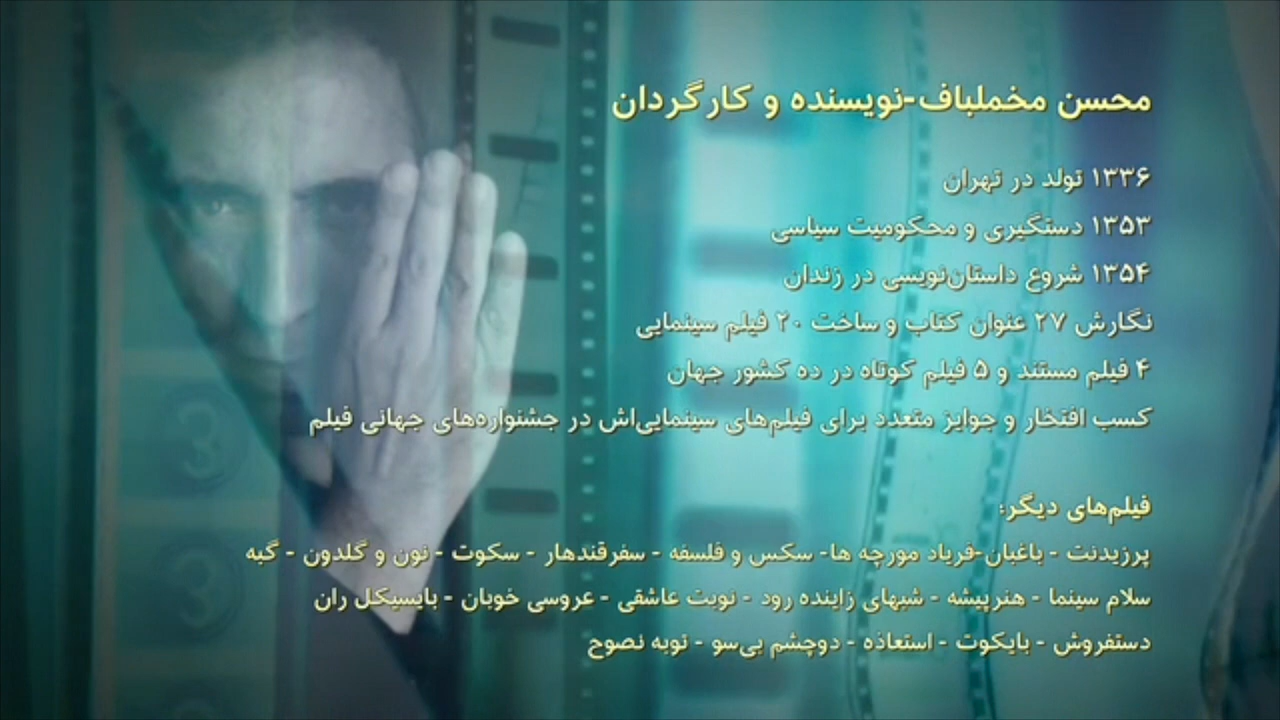 محسن مخملباف-نویسنده و کارگردان
۱۳۳۶ تولد در تهران
۱۳۵۳ دستگیری و محکومیت سیاسی
۱۳۵۴ شروع داستان‌نویسی در زندان
نگارش ۲۷ عنوان کتاب و ساخت ۲۰ فیلم سینمایی
۴ فیلم مستند و ۵ فیلم کوتاه در ده کشور جهان
کسب افتخار و جوایز متعدد برای فیلم‌های سینمایی‌اش در جشنواره‌های جهانی فیلم
فیلم‌های دیگر:
پرزیدنت - باغبان-فریاد مورچه ها- سکس و فلسفه - سفرقندهار - سکوت - نون و گلدون - گبه
سلام سینما - هنرپیشه - شبهای زاینده رود - نوبت عاشقی - عروسی خوبان - بایسیکل ران
دستفروش - بایکوت - استعاذه - دوچشم بی‌سو - توبه نصوح
3
3